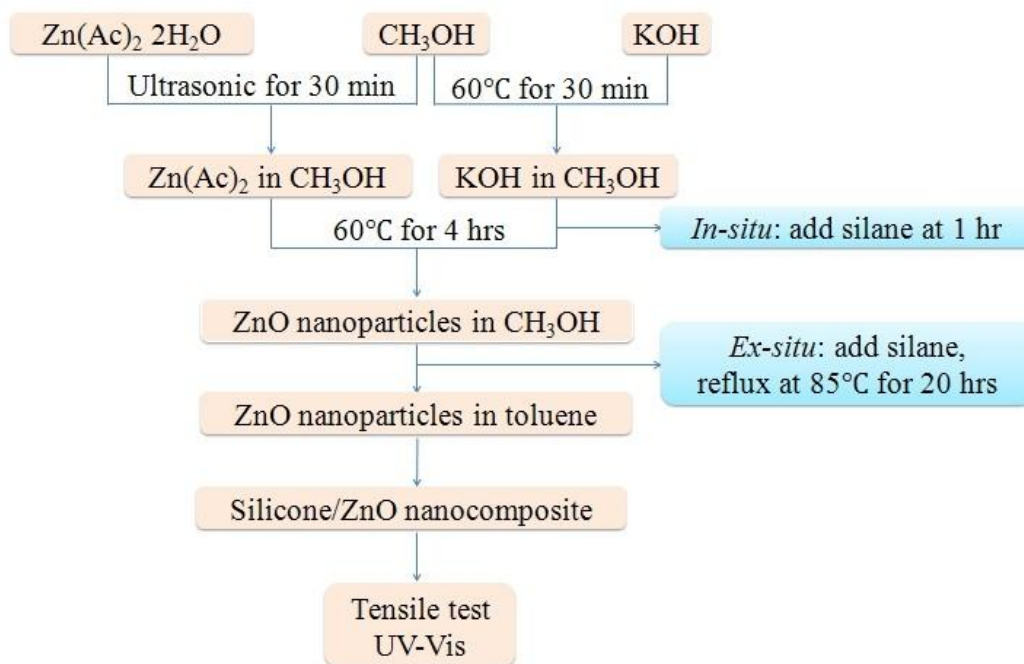 Zn(Ac)₂ 2H₂O
CH₃OH
KOH
Ultrasonic for 30 min
60℃ for 30 min
Zn(Ac)₂ in CH₃OH
KOH in CH₃OH
60℃ for 4 hrs
In-situ: add silane at 1 hr
ZnO nanoparticles in CH₃OH
Ex-situ: add silane,
reflux at 85℃ for 20 hrs
ZnO nanoparticles in toluene
Silicone/ZnO nanocomposite
Tensile test
UV-Vis